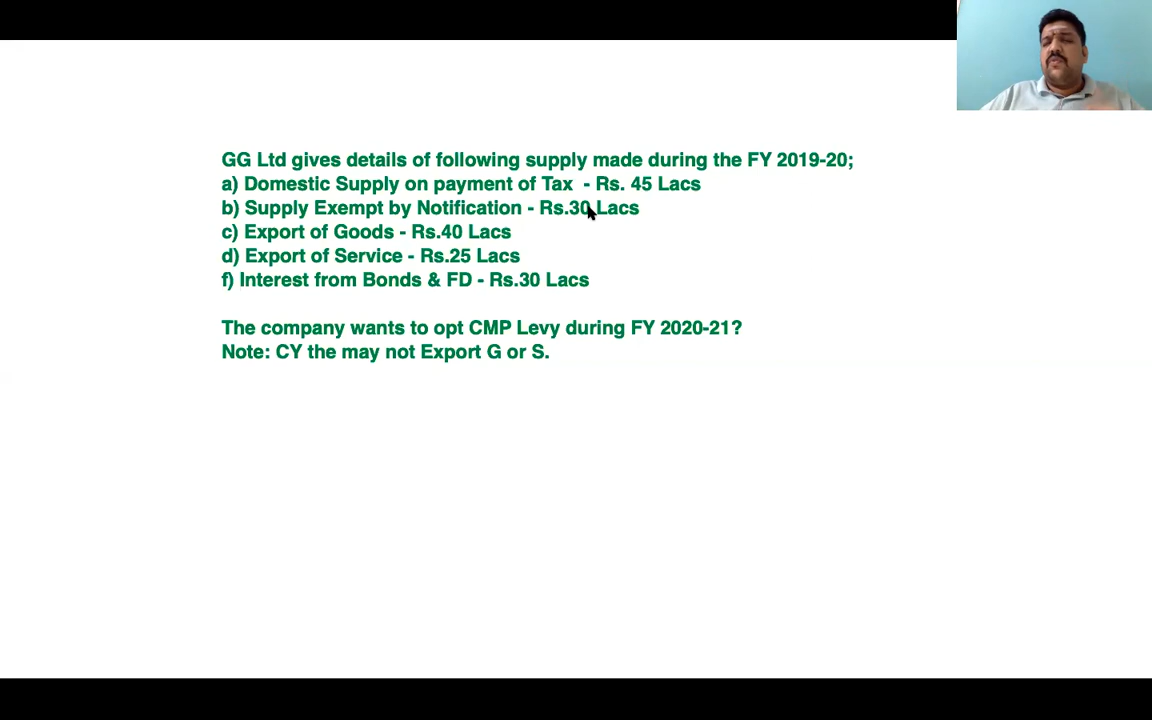 GG Ltd gives details of following supply made during the FY 2019-20;
a) Domestic Supply on payment of Tax - Rs. 45 Lacs
b) Supply Exempt by Notification - Rs.30 Lacs
c) Export of Goods - Rs.40 Lacs
d) Export of Service - Rs.25 Lacs
f) Interest from Bonds & FD - Rs.30 Lacs
The company wants to opt CMP Levy during FY 2020-21?
Note: CY the may not Export G or S.